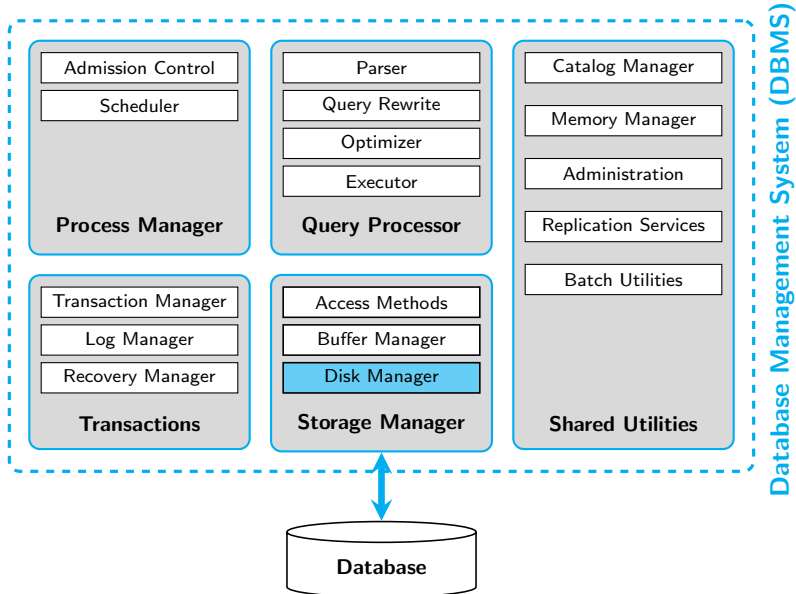 Admission Control
Scheduler
Process Manager
Parser
Query Rewrite
Optimizer
Executor
Query Processor
Catalog Manager
Memory Manager
Administration
Replication Services
Batch Utilities
Shared Utilities
Transaction Manager
Log Manager
Recovery Manager
Transactions
Access Methods
Buffer Manager
Disk Manager
Storage Manager
Database
Database Management System (DBMS)